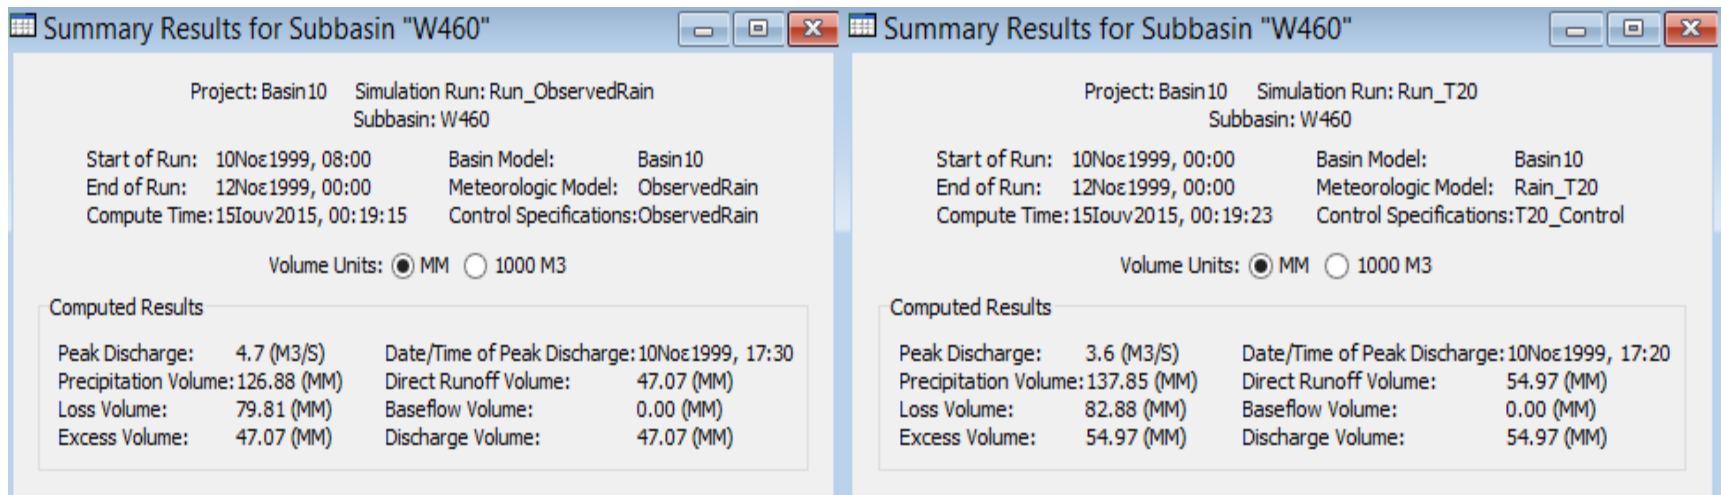 Summary Results for Subbasin "W460"
Project: Basin10 Simulation Run: Run_ObservedRain
Subbasin: W460
Start of Run: 10Νοε1999, 08:00 Basin Model: Basin10
End of Run: 12Νοε1999, 00:00 Meteorologic Model: ObservedRain
Compute Time: 15Ιουν2015, 00:19:15 Control Specifications: ObservedRain
Volume Units: MM 1000 M3
Computed Results
Peak Discharge: 4.7 (M3/S) Date/Time of Peak Discharge: 10Νοε1999, 17:30
Precipitation Volume: 126.88 (MM) Direct Runoff Volume: 47.07 (MM)
Loss Volume: 79.81 (MM) Baseflow Volume: 0.00 (MM)
Excess Volume: 47.07 (MM) Discharge Volume: 47.07 (MM)
Summary Results for Subbasin "W460"
Project: Basin10 Simulation Run: Run_T20
Subbasin: W460
Start of Run: 10Νοε1999, 00:00 Basin Model: Basin10
End of Run: 12Νοε1999, 00:00 Meteorologic Model: Rain_T20
Compute Time: 15Ιουν2015, 00:19:23 Control Specifications: T20_Control
Volume Units: MM 1000 M3
Computed Results
Peak Discharge: 3.6 (M3/S) Date/Time of Peak Discharge: 10Νοε1999, 17:20
Precipitation Volume: 137.85 (MM) Direct Runoff Volume: 54.97 (MM)
Loss Volume: 82.88 (MM) Baseflow Volume: 0.00 (MM)
Excess Volume: 54.97 (MM) Discharge Volume: 54.97 (MM)